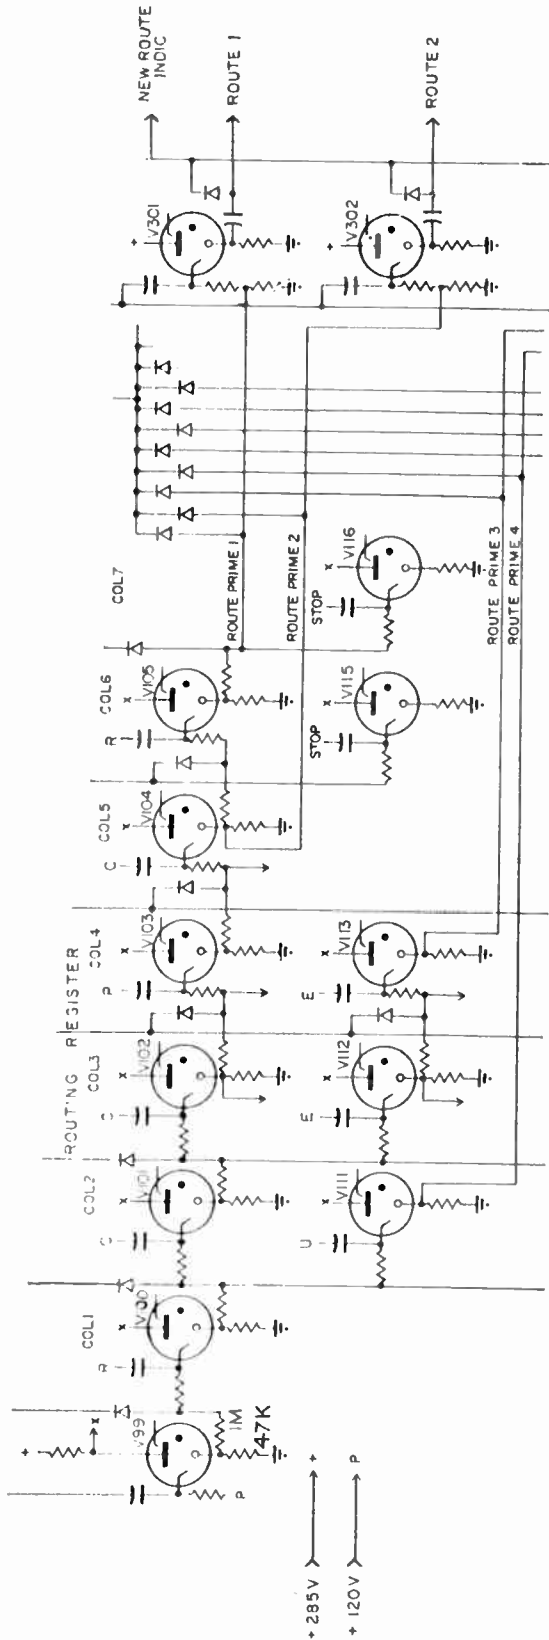 NEW ROUTE
INDIC
ROUTE 1
ROUTE 2
V301
V302
+
+
ROUTING REGISTER
COL1
COL2
COL3
COL4
COL5
COL6
COL7
V99
V100
V101
V102
V103
V104
V105
x
x
x
x
x
x
x
+
R
P
C
R
P
1M
47K
V111
V112
V113
V115
V116
x
x
x
x
x
U
E
E
STOP
STOP
ROUTE PRIME 1
ROUTE PRIME 2
ROUTE PRIME 3
ROUTE PRIME 4
+285V
+
+120V
P